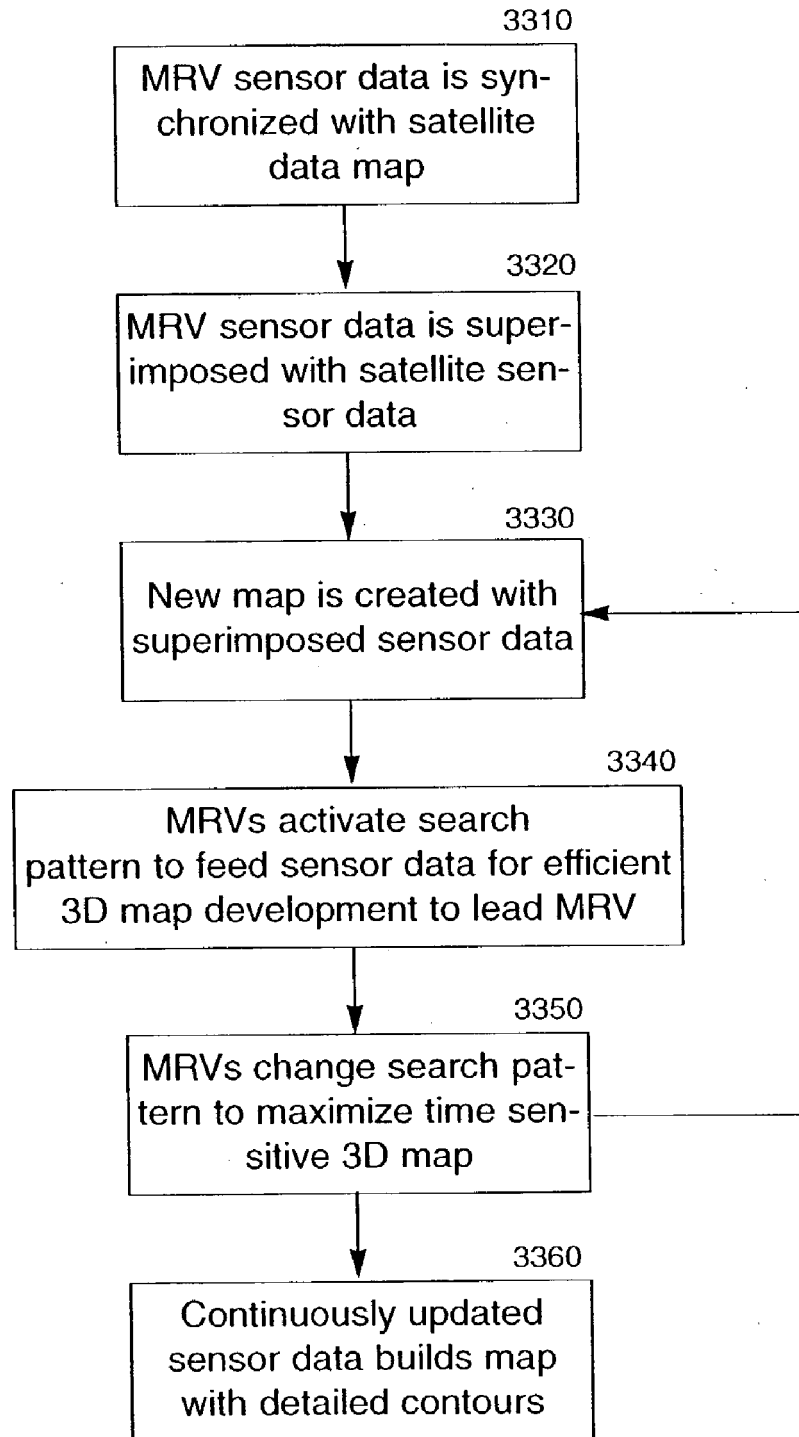 3310
MRV sensor data is syn-
chronized with satellite
data map
3320
MRV sensor data is super-
imposed with satellite sen-
sor data
3330
New map is created with
superimposed sensor data
3340
MRVs activate search
pattern to feed sensor data for efficient
3D map development to lead MRV
3350
MRVs change search pat-
tern to maximize time sen-
sitive 3D map
3360
Continuously updated
sensor data builds map
with detailed contours